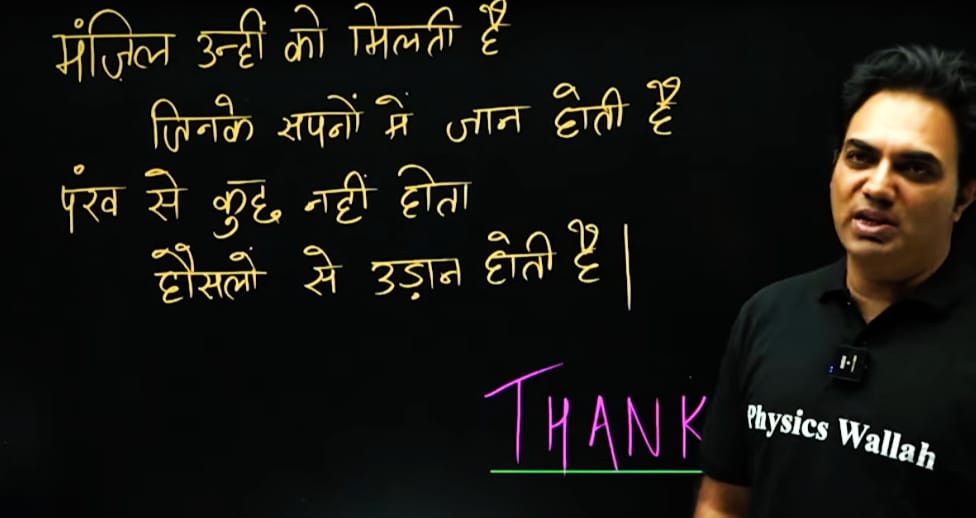 मंज़िल उन्हीं को मिलती है
जिनके सपनों में जान होती है
पंख से कुछ नहीं होता
हौसलों से उड़ान होती है|
THANK
Physics Wallah